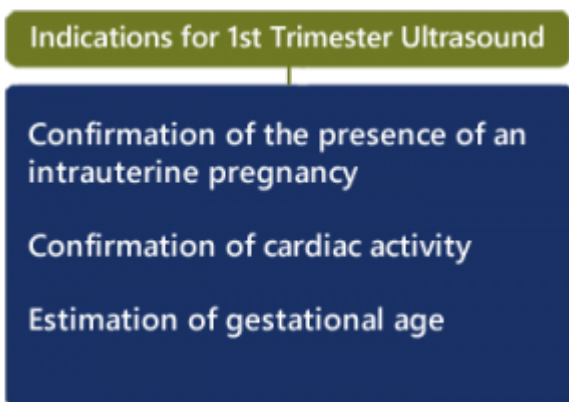 Indications for 1st Trimester Ultrasound
Confirmation of the presence of an
intrauterine pregnancy
Confirmation of cardiac activity
Estimation of gestational age